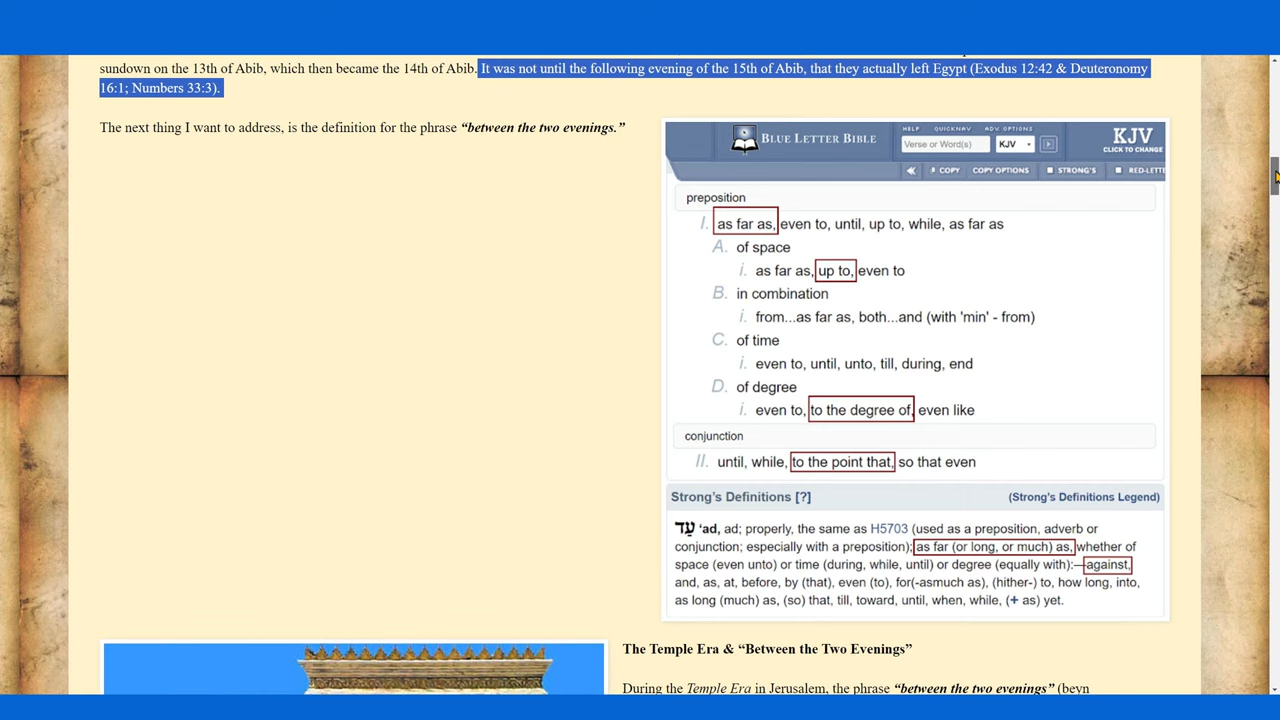 sundown on the 13th of Abib, which then became the 14th of Abib. It was not until the following evening of the 15th of Abib, that they actually left Egypt (Exodus 12:42 & Deuteronomy
16:1; Numbers 33:3).
The next thing I want to address, is the definition for the phrase “between the two evenings.”
BLUE LETTER BIBLE
HELP QUICKNAV ADV. OPTIONS
Verse or Word(s) KJV
KJV
CLICK TO CHANGE
COPY COPY OPTIONS STRONG'S RED-LETTE
preposition
I. as far as, even to, until, up to, while, as far as
A. of space
i. as far as, up to, even to
B. in combination
i. from...as far as, both...and (with 'min' - from)
C. of time
i. even to, until, unto, till, during, end
D. of degree
i. even to, to the degree of, even like
conjunction
II. until, while, to the point that, so that even
Strong's Definitions [?] (Strong's Definitions Legend)
עַד ʻad, ad; properly, the same as H5703 (used as a preposition, adverb or
conjunction; especially with a preposition); as far (or long, or much) as, whether of
space (even unto) or time (during, while, until) or degree (equally with):—against,
and, as, at, before, by (that), even (to), for(-asmuch as), (hither-) to, how long, into,
as long (much) as, (so) that, till, toward, until, when, while, (+ as) yet.
The Temple Era & “Between the Two Evenings”
During the Temple Era in Jerusalem, the phrase “between the two evenings” (beyn